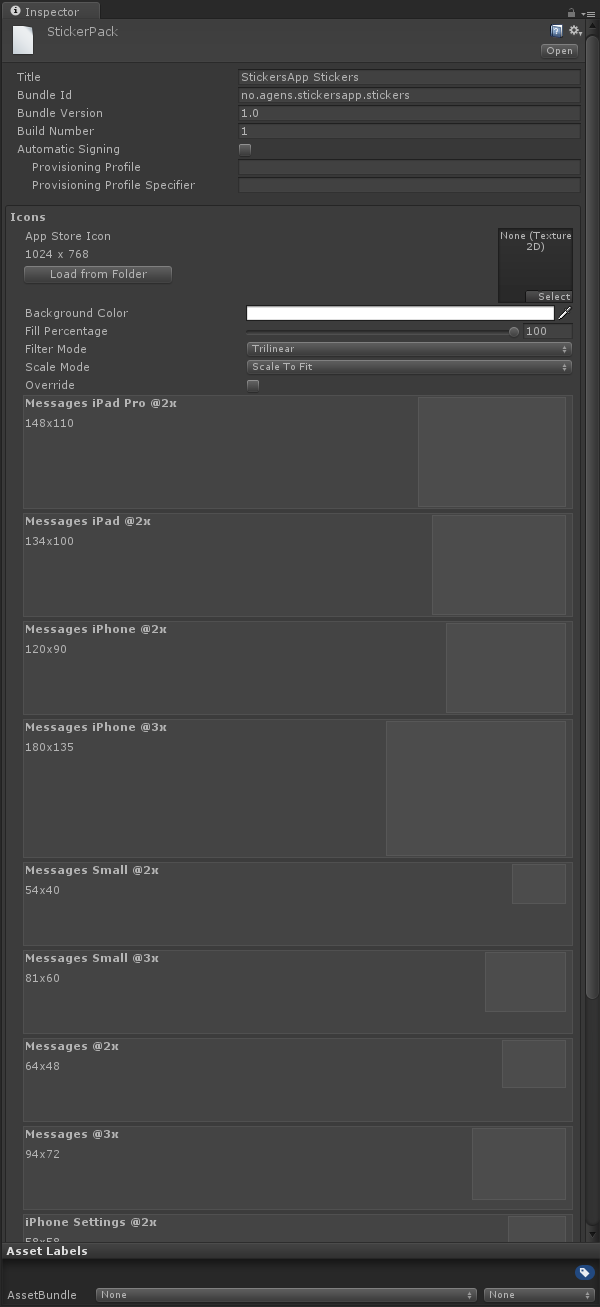 Inspector
StickerPack
Open
Title StickersApp Stickers
Bundle Id no.agens.stickersapp.stickers
Bundle Version 1.0
Build Number 1
Automatic Signing
Provisioning Profile
Provisioning Profile Specifier
Icons
App Store Icon
1024 x 768
None (Texture
2D)
Load from Folder
Select
Background Color
Fill Percentage 100
Filter Mode Trilinear
Scale Mode Scale To Fit
Override
Messages iPad Pro @2x
148x110
Messages iPad @2x
134x100
Messages iPhone @2x
120x90
Messages iPhone @3x
180x135
Messages Small @2x
54x40
Messages Small @3x
81x60
Messages @2x
64x48
Messages @3x
94x72
iPhone Settings @2x
58x58
Asset Labels
AssetBundle None None